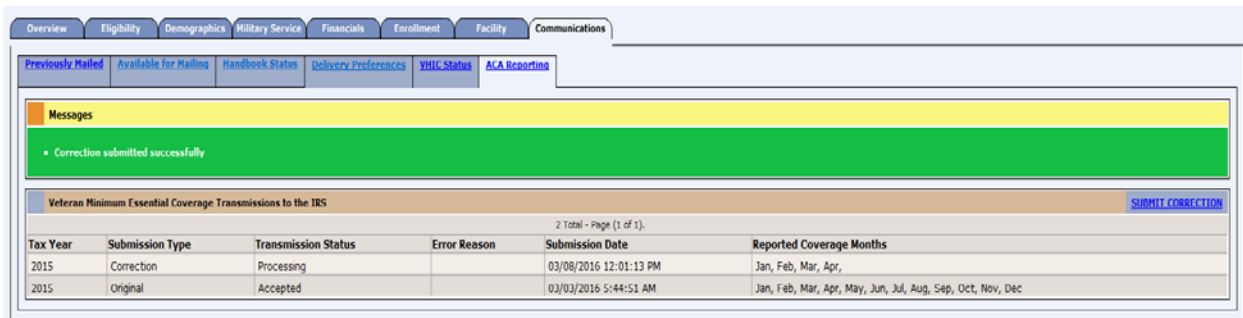 Overview Eligibility Demographics Military Service Financials Enrollment Facility Communications
Previously Mailed Available for Mailing Handbook Status Delivery Preferences VHIC Status ACA Reporting
Messages
• Correction submitted successfully
Veteran Minimum Essential Coverage Transmissions to the IRS SUBMIT CORRECTION
2 Total - Page (1 of 1).
Tax Year Submission Type Transmission Status Error Reason Submission Date Reported Coverage Months
2015 Correction Processing 03/08/2016 12:01:13 PM Jan, Feb, Mar, Apr,
2015 Original Accepted 03/03/2016 5:44:51 AM Jan, Feb, Mar, Apr, May, Jun, Jul, Aug, Sep, Oct, Nov, Dec